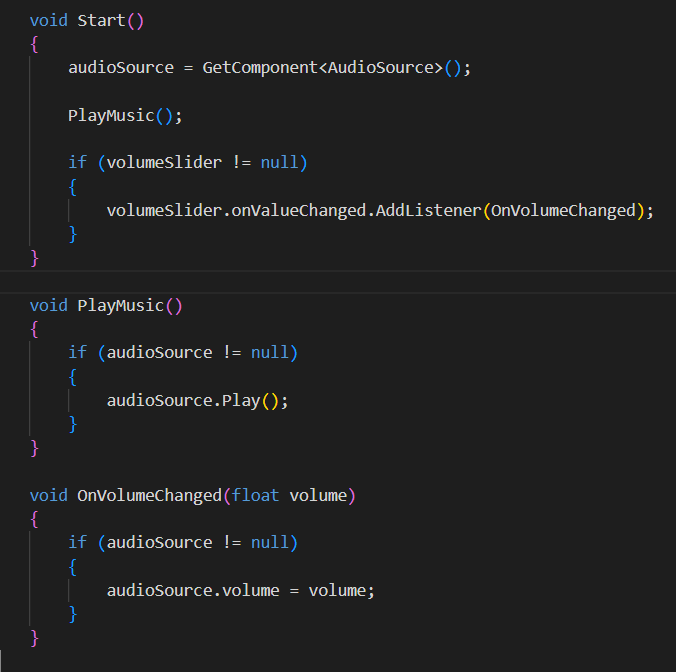 void Start()
{
    audioSource = GetComponent<AudioSource>();
    PlayMusic();
    if (volumeSlider != null)
    {
        volumeSlider.onValueChanged.AddListener(OnVolumeChanged);
    }
}
void PlayMusic()
{
    if (audioSource != null)
    {
        audioSource.Play();
    }
}
void OnVolumeChanged(float volume)
{
    if (audioSource != null)
    {
        audioSource.volume = volume;
    }
}